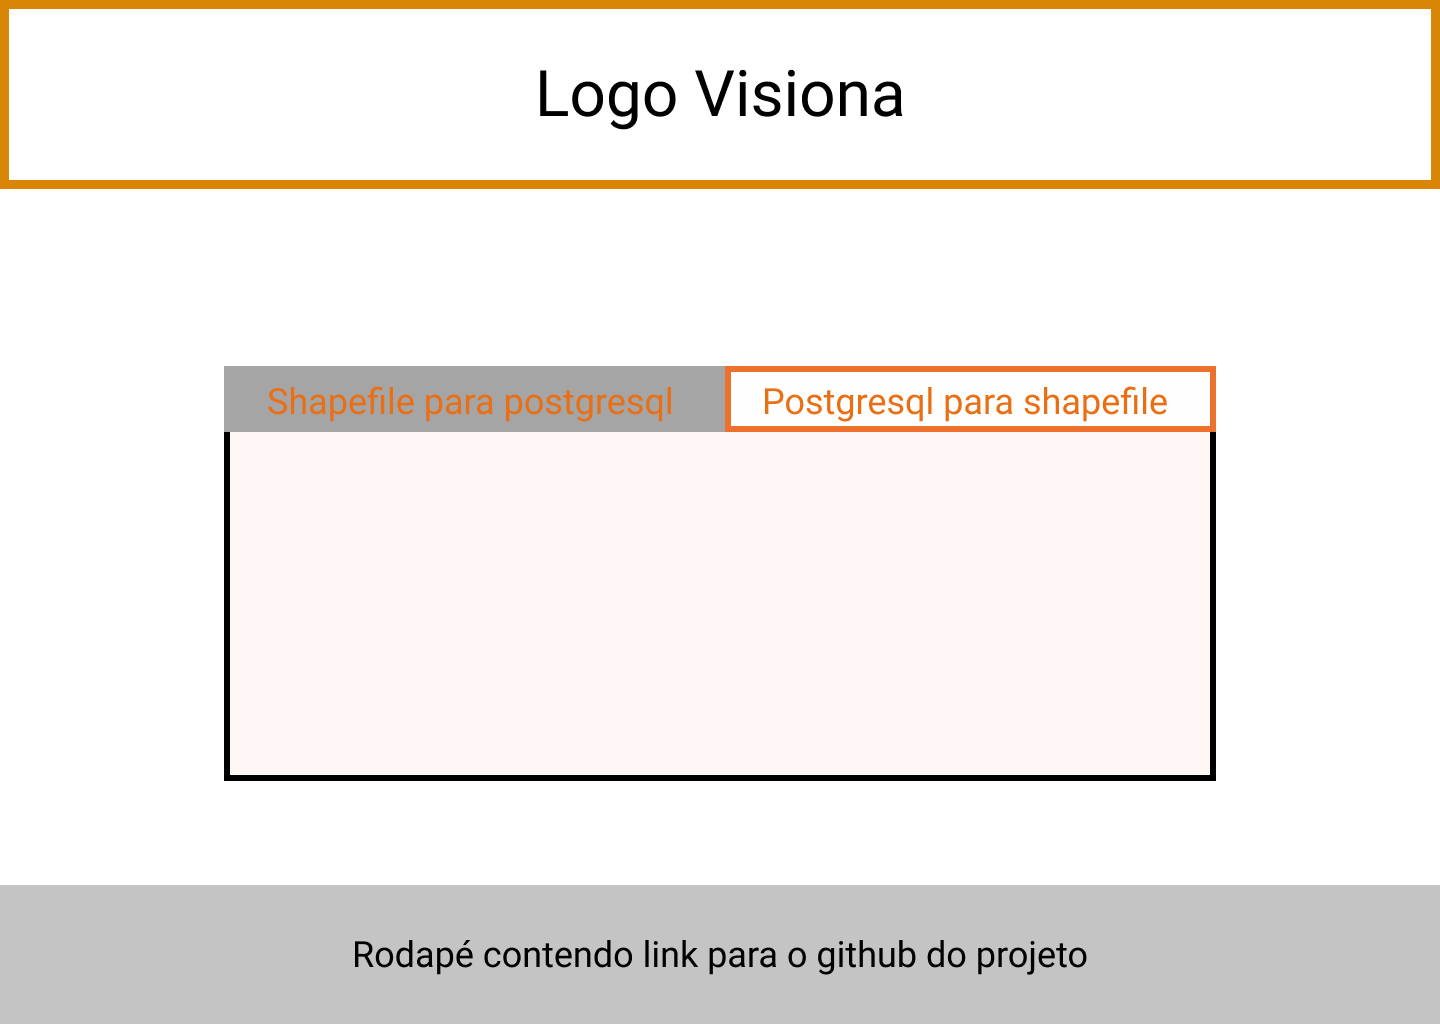 Logo Visiona
Shapefile para postgresql
Postgresql para shapefile
Rodapé contendo link para o github do projeto